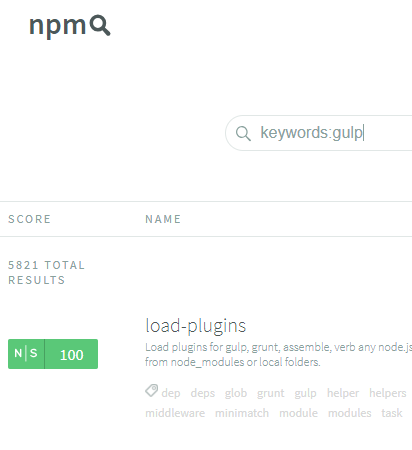 npm
keywords:gulp
SCORE NAME
5821 TOTAL
RESULTS
load-plugins
Load plugins for gulp, grunt, assemble, verb any node.js
from node_modules or local folders.
N|S 100
dep deps glob grunt gulp helper helpers
middleware minimatch module modules task